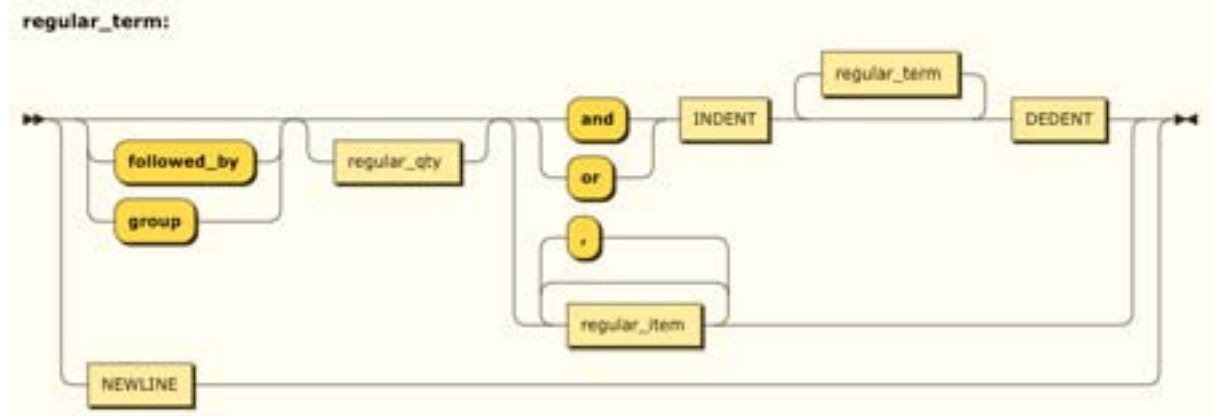 regular_term:
regular_term
and
INDENT
DEDENT
followed_by
regular_qty
or
group
,
regular_item
NEWLINE